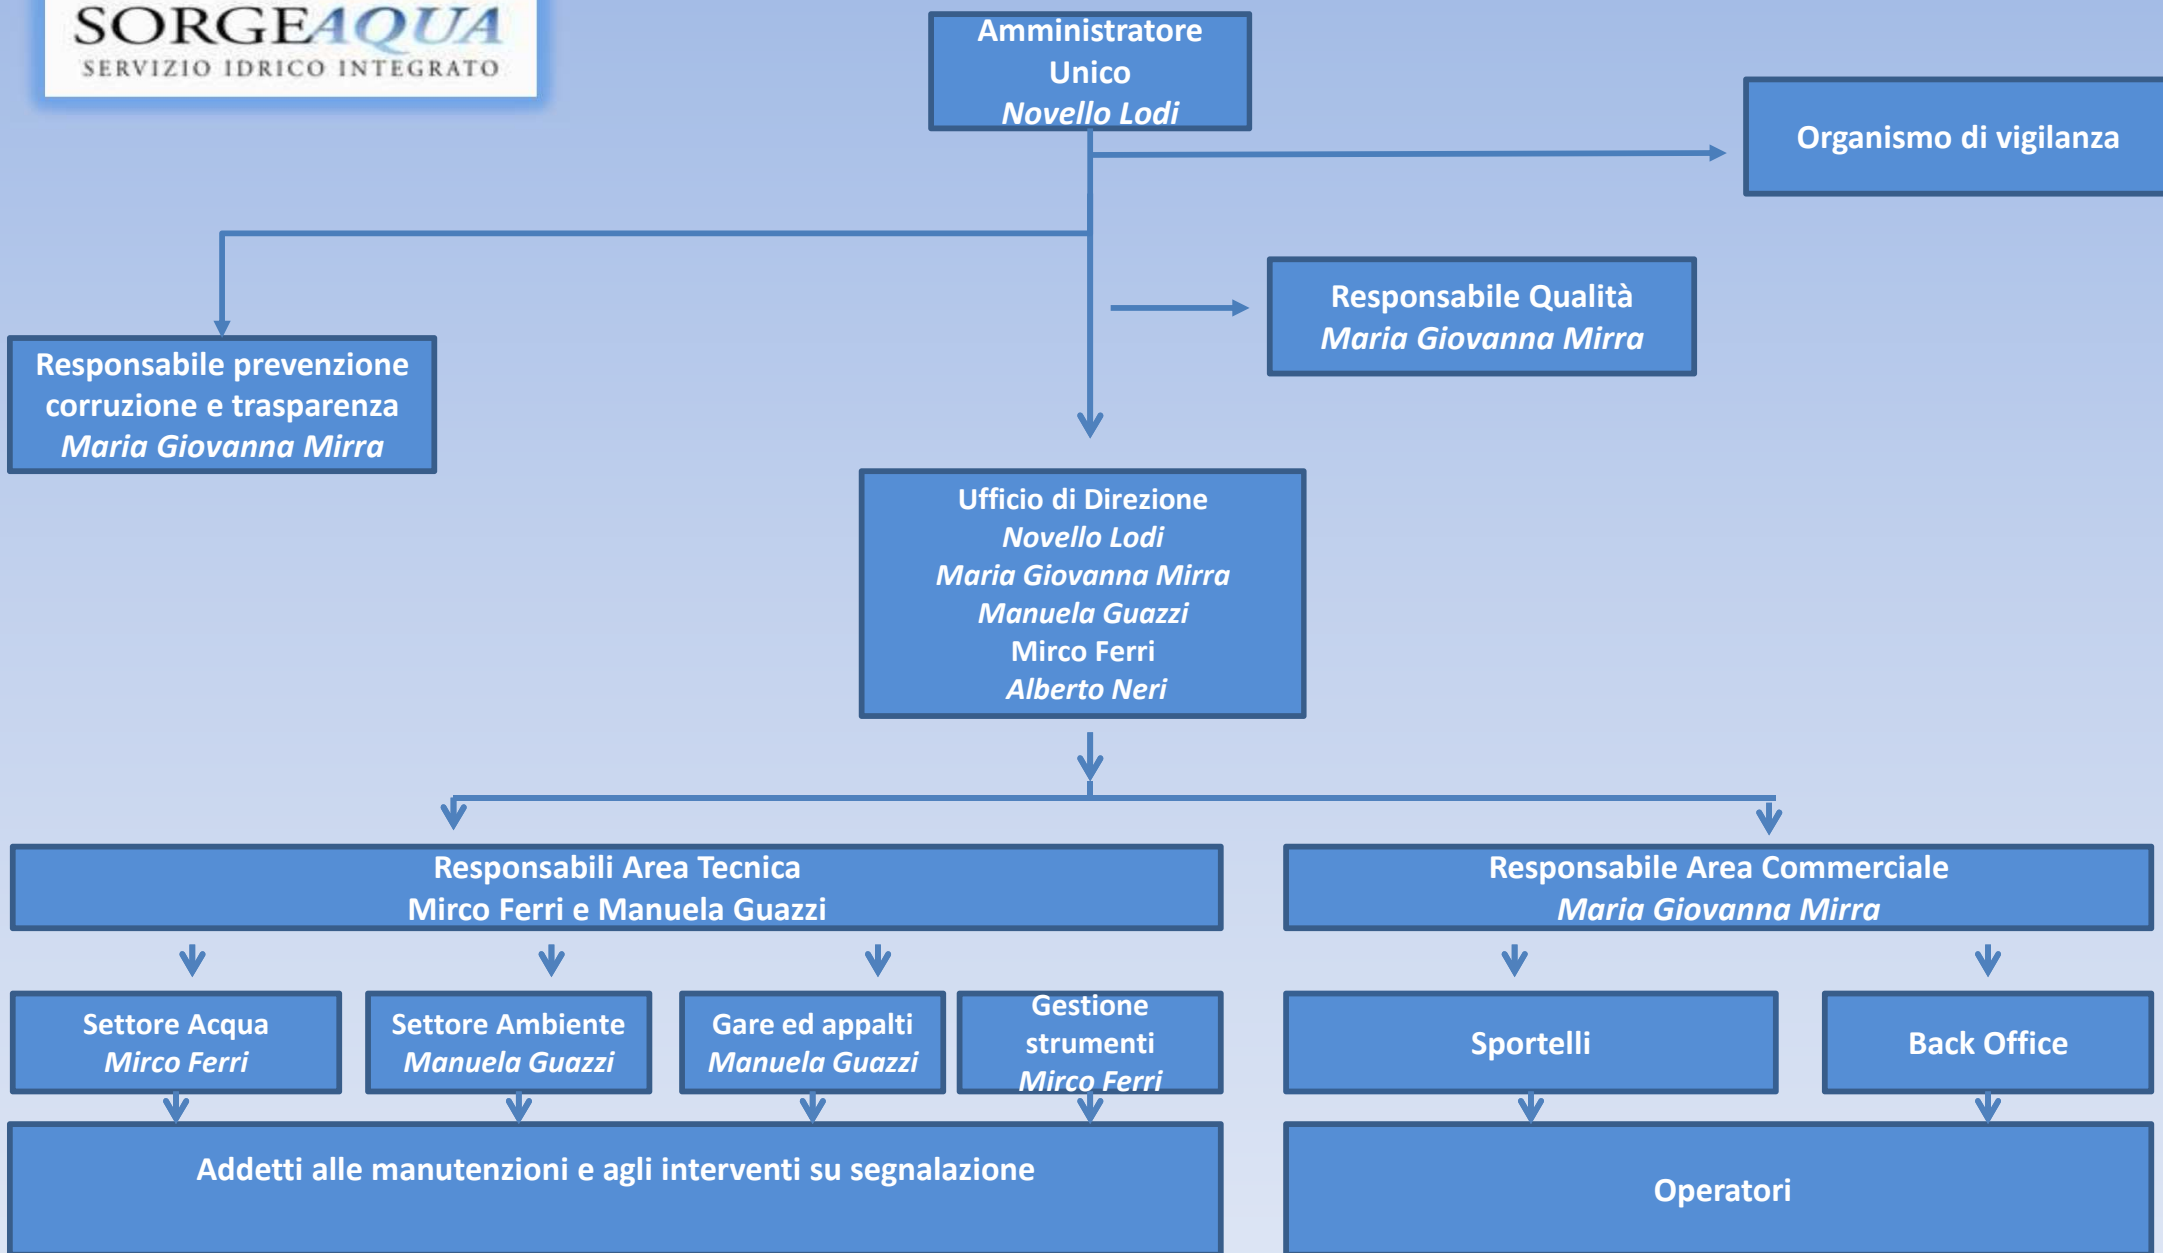 SORGEAQUA
SERVIZIO IDRICO INTEGRATO
Amministratore
Unico
Novello Lodi
Organismo di vigilanza
Responsabile Qualità
Maria Giovanna Mirra
Responsabile prevenzione
corruzione e trasparenza
Maria Giovanna Mirra
Ufficio di Direzione
Novello Lodi
Maria Giovanna Mirra
Manuela Guazzi
Mirco Ferri
Alberto Neri
Responsabili Area Tecnica
Mirco Ferri e Manuela Guazzi
Responsabile Area Commerciale
Maria Giovanna Mirra
Settore Acqua
Mirco Ferri
Settore Ambiente
Manuela Guazzi
Gare ed appalti
Manuela Guazzi
Gestione
strumenti
Mirco Ferri
Sportelli
Back Office
Addetti alle manutenzioni e agli interventi su segnalazione
Operatori